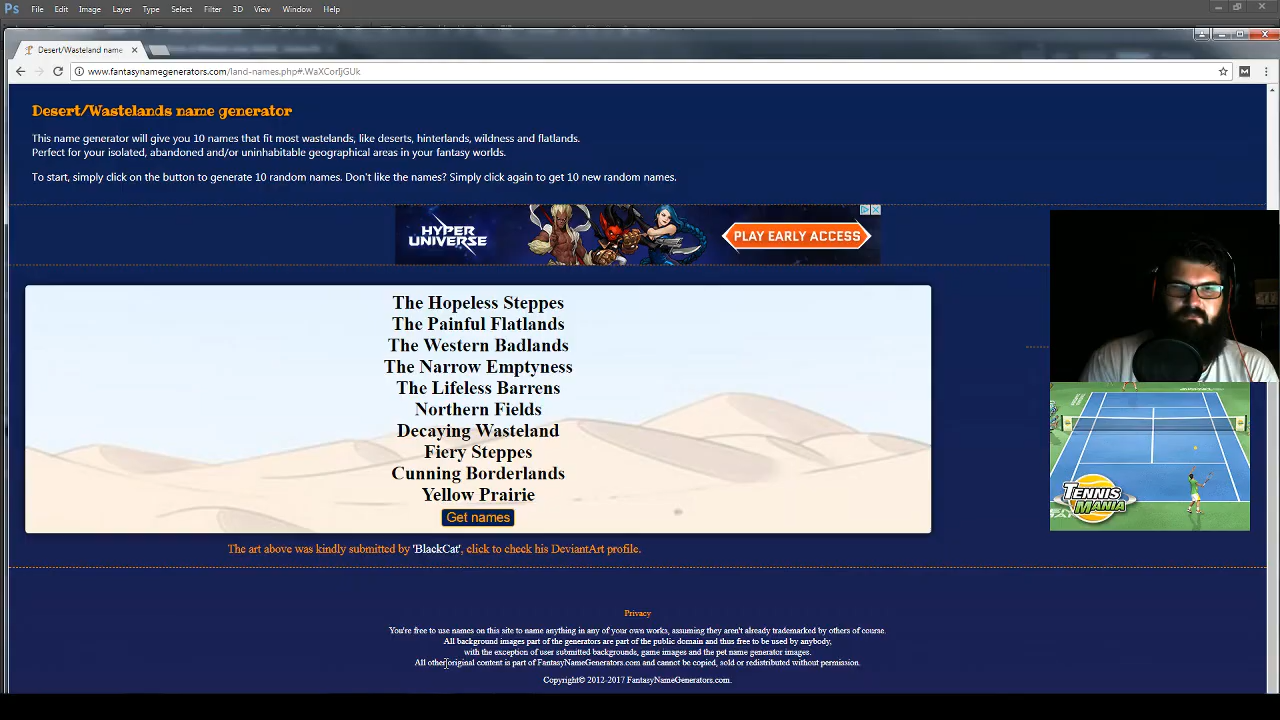 Ps File Edit Image Layer Type Select Filter 3D View Window Help
Desert/Wasteland name
www.fantasynamegenerators.com/land-names.php#.WaXCorIjGUk
Desert/Wastelands name generator
This name generator will give you 10 names that fit most wastelands, like deserts, hinterlands, wildness and flatlands.
Perfect for your isolated, abandoned and/or uninhabitable geographical areas in your fantasy worlds.
To start, simply click on the button to generate 10 random names. Don't like the names? Simply click again to get 10 new random names.
HYPER
UNIVERSE
PLAY EARLY ACCESS
The Hopeless Steppes
The Painful Flatlands
The Western Badlands
The Narrow Emptyness
The Lifeless Barrens
Northern Fields
Decaying Wasteland
Fiery Steppes
Cunning Borderlands
Yellow Prairie
Get names
TENNIS
MANIA
The art above was kindly submitted by 'BlackCat', click to check his DeviantArt profile.
Privacy
You're free to use names on this site to name anything in any of your own works, assuming they aren't already trademarked by others of course.
All background images part of the generators are part of the public domain and thus free to be used by anybody,
with the exception of user submitted backgrounds, game images and the pet name generator images.
All other original content is part of FantasyNameGenerators.com and cannot be copied, sold or redistributed without permission.
Copyright© 2012-2017 FantasyNameGenerators.com.